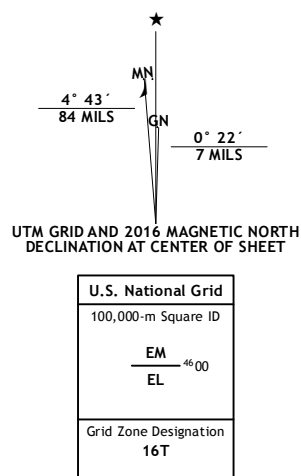 ★
MN
4° 43´
84 MILS
GN
0° 22´
7 MILS
UTM GRID AND 2016 MAGNETIC NORTH
DECLINATION AT CENTER OF SHEET
U.S. National Grid
100,000-m Square ID
EM
⁴⁶00
EL
Grid Zone Designation
16T